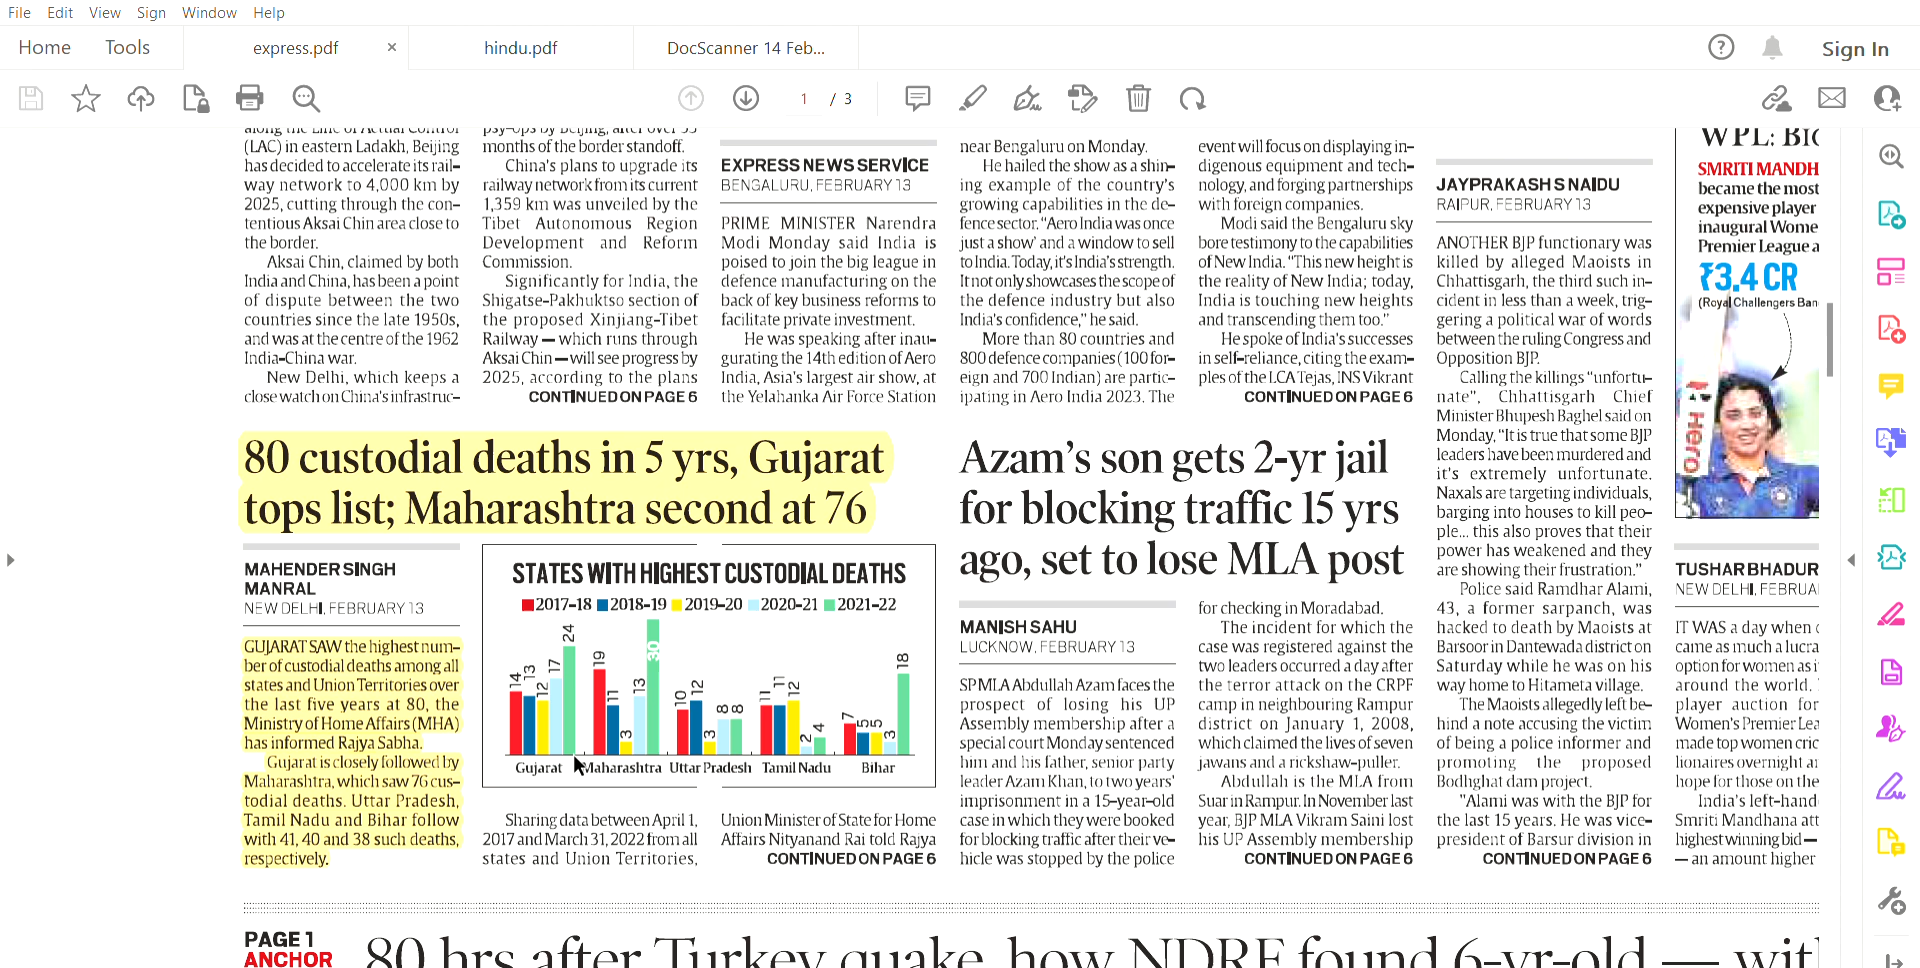 File Edit View Sign Window Help
Home Tools express.pdf × hindu.pdf DocScanner 14 Feb... Sign In
1 / 3
along the Line of Actual Control
(LAC) in eastern Ladakh, Beijing
has decided to accelerate its rail-
way network to 4,000 km by
2025, cutting through the con-
tentious Aksai Chin area close to
the border.
Aksai Chin, claimed by both
India and China, has been a point
of dispute between the two
countries since the late 1950s,
and was at the centre of the 1962
India-China war.
New Delhi, which keeps a
close watch on China's infrastruc-
psy-ops by Beijing, after over 33
months of the border standoff.
China's plans to upgrade its
railway network from its current
1,359 km was unveiled by the
Tibet Autonomous Region
Development and Reform
Commission.
Significantly for India, the
Shigatse-Pakhuktso section of
the proposed Xinjiang-Tibet
Railway — which runs through
Aksai Chin — will see progress by
2025, according to the plans
CONTINUED ON PAGE 6
EXPRESS NEWS SERVICE
BENGALURU, FEBRUARY 13
PRIME MINISTER Narendra
Modi Monday said India is
poised to join the big league in
defence manufacturing on the
back of key business reforms to
facilitate private investment.
He was speaking after inau-
gurating the 14th edition of Aero
India, Asia's largest air show, at
the Yelahanka Air Force Station
near Bengaluru on Monday.
He hailed the show as a shin-
ing example of the country's
growing capabilities in the de-
fence sector. "Aero India was once
just a show' and a window to sell
to India. Today, it's India's strength.
It not only showcases the scope of
the defence industry but also
India's confidence," he said.
More than 80 countries and
800 defence companies (100 for-
eign and 700 Indian) are partic-
ipating in Aero India 2023. The
event will focus on displaying in-
digenous equipment and tech-
nology, and forging partnerships
with foreign companies.
Modi said the Bengaluru sky
bore testimony to the capabilities
of New India. "This new height is
the reality of New India; today,
India is touching new heights
and transcending them too."
He spoke of India's successes
in self-reliance, citing the exam-
ples of the LCA Tejas, INS Vikrant
CONTINUED ON PAGE 6
JAYPRAKASH S NAIDU
RAIPUR, FEBRUARY 13
ANOTHER BJP functionary was
killed by alleged Maoists in
Chhattisgarh, the third such in-
cident in less than a week, trig-
gering a political war of words
between the ruling Congress and
Opposition BJP.
Calling the killings "unfortu-
nate", Chhattisgarh Chief
Minister Bhupesh Baghel said on
Monday, "It is true that some BJP
leaders have been murdered and
it's extremely unfortunate.
Naxals are targeting individuals,
barging into houses to kill peo-
ple... this also proves that their
power has weakened and they
are showing their frustration."
Police said Ramdhar Alami,
43, a former sarpanch, was
hacked to death by Maoists at
Barsoor in Dantewada district on
Saturday while he was on his
way home to Hitameta village.
The Maoists allegedly left be-
hind a note accusing the victim
of being a police informer and
promoting the proposed
Bodhghat dam project.
"Alami was with the BJP for
the last 15 years. He was vice-
president of Barsur division in
CONTINUED ON PAGE 6
WPL: BIG
SMRITI MANDH
became the most
expensive player
inaugural Wome
Premier League a
₹3.4 CR
(Royal Challengers Ban
Hero
80 custodial deaths in 5 yrs, Gujarat
tops list; Maharashtra second at 76
MAHENDER SINGH
MANRAL
NEW DELHI, FEBRUARY 13
GUJARAT SAW the highest num-
ber of custodial deaths among all
states and Union Territories over
the last five years at 80, the
Ministry of Home Affairs (MHA)
has informed Rajya Sabha.
Gujarat is closely followed by
Maharashtra, which saw 76 cus-
todial deaths. Uttar Pradesh,
Tamil Nadu and Bihar follow
with 41, 40 and 38 such deaths,
respectively.
STATES WITH HIGHEST CUSTODIAL DEATHS
2017-18 2018-19 2019-20 2020-21 2021-22
14 13 12 17 24
19 11 3 13 30
10 12 3 8 8
11 11 12 2 4
7 5 5 3 18
Gujarat Maharashtra Uttar Pradesh Tamil Nadu Bihar
Sharing data between April 1,
2017 and March 31, 2022 from all
states and Union Territories,
Union Minister of State for Home
Affairs Nityanand Rai told Rajya
CONTINUED ON PAGE 6
Azam's son gets 2-yr jail
for blocking traffic 15 yrs
ago, set to lose MLA post
MANISH SAHU
LUCKNOW, FEBRUARY 13
SP MLA Abdullah Azam faces the
prospect of losing his UP
Assembly membership after a
special court Monday sentenced
him and his father, senior party
leader Azam Khan, to two years'
imprisonment in a 15-year-old
case in which they were booked
for blocking traffic after their ve-
hicle was stopped by the police
for checking in Moradabad.
The incident for which the
case was registered against the
two leaders occurred a day after
the terror attack on the CRPF
camp in neighbouring Rampur
district on January 1, 2008,
which claimed the lives of seven
jawans and a rickshaw-puller.
Abdullah is the MLA from
Suar in Rampur. In November last
year, BJP MLA Vikram Saini lost
his UP Assembly membership
CONTINUED ON PAGE 6
TUSHAR BHADUR
NEW DELHI, FEBRUA
IT WAS a day when c
came as much a lucra
option for women as i
around the world.
player auction for
Women's Premier Lea
made top women cric
lionaires overnight ar
hope for those on the
India's left-hand
Smriti Mandhana att
highest winning bid —
— an amount higher
PAGE 1
ANCHOR
80 hrs after Turkey quake, how NDRF found 6-yr-old — wit